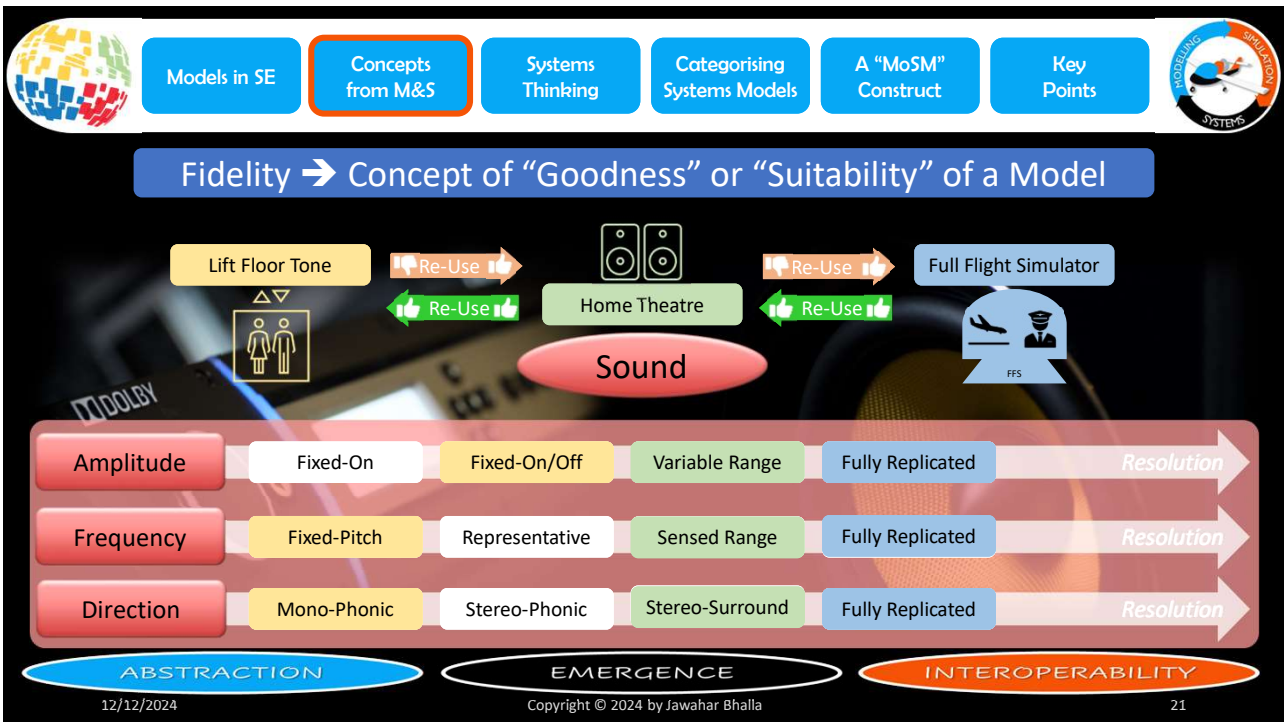 Models in SE
Concepts
from M&S
Systems
Thinking
Categorising
Systems Models
A “MoSM”
Construct
Key
Points
MODELLING
SIMULATION
SYSTEMS
Fidelity ➔ Concept of “Goodness” or “Suitability” of a Model
Lift Floor Tone
Re-Use
Re-Use
Home Theatre
Re-Use
Re-Use
Full Flight Simulator
FFS
Sound
DOLBY
Amplitude
Fixed-On
Fixed-On/Off
Variable Range
Fully Replicated
Resolution
Frequency
Fixed-Pitch
Representative
Sensed Range
Fully Replicated
Resolution
Direction
Mono-Phonic
Stereo-Phonic
Stereo-Surround
Fully Replicated
Resolution
ABSTRACTION
EMERGENCE
INTEROPERABILITY
12/12/2024
Copyright © 2024 by Jawahar Bhalla
21